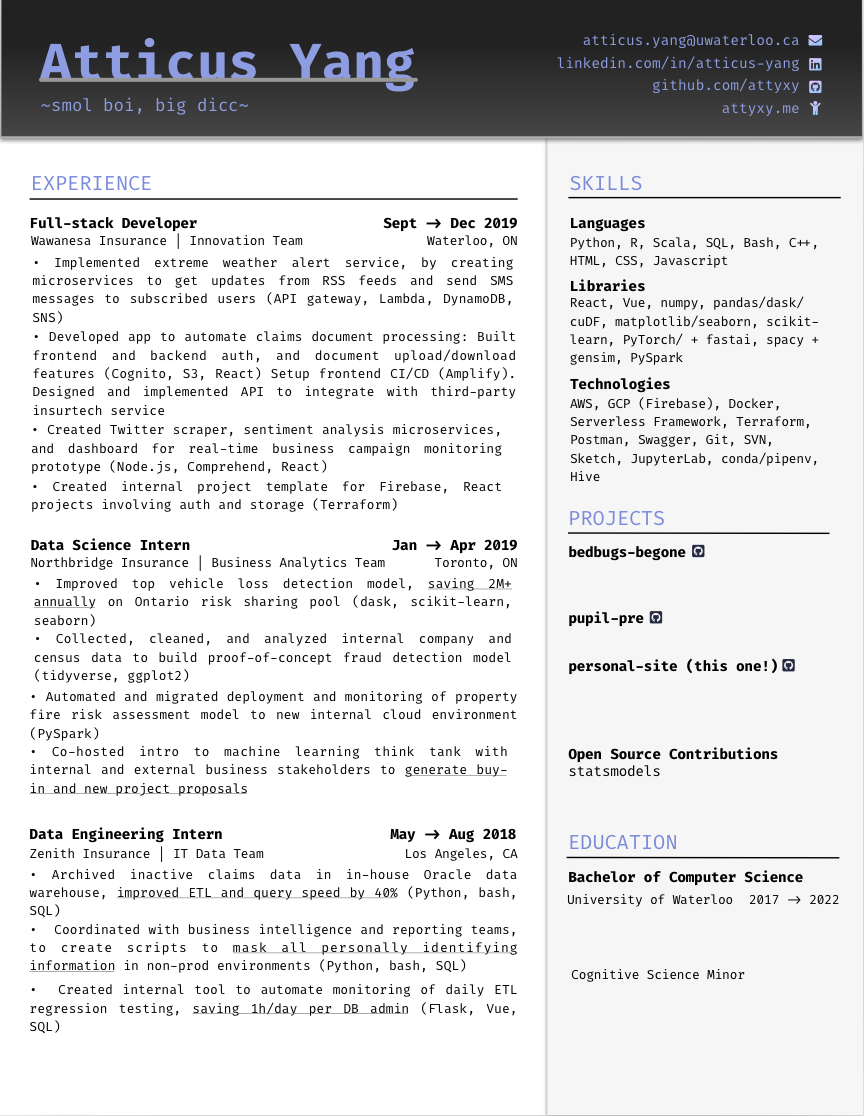 Atticus Yang
~smol boi, big dicc~
atticus.yang@uwaterloo.ca
linkedin.com/in/atticus-yang
github.com/attyxy
attyxy.me
EXPERIENCE
Full-stack Developer Sept -> Dec 2019
Wawanesa Insurance | Innovation Team Waterloo, ON
• Implemented extreme weather alert service, by creating
microservices to get updates from RSS feeds and send SMS
messages to subscribed users (API gateway, Lambda, DynamoDB,
SNS)
• Developed app to automate claims document processing: Built
frontend and backend auth, and document upload/download
features (Cognito, S3, React) Setup frontend CI/CD (Amplify).
Designed and implemented API to integrate with third-party
insurtech service
• Created Twitter scraper, sentiment analysis microservices,
and dashboard for real-time business campaign monitoring
prototype (Node.js, Comprehend, React)
• Created internal project template for Firebase, React
projects involving auth and storage (Terraform)
Data Science Intern Jan -> Apr 2019
Northbridge Insurance | Business Analytics Team Toronto, ON
• Improved top vehicle loss detection model, saving 2M+
annually on Ontario risk sharing pool (dask, scikit-learn,
seaborn)
• Collected, cleaned, and analyzed internal company and
census data to build proof-of-concept fraud detection model
(tidyverse, ggplot2)
• Automated and migrated deployment and monitoring of property
fire risk assessment model to new internal cloud environment
(PySpark)
• Co-hosted intro to machine learning think tank with
internal and external business stakeholders to generate buy-
in and new project proposals
Data Engineering Intern May -> Aug 2018
Zenith Insurance | IT Data Team Los Angeles, CA
• Archived inactive claims data in in-house Oracle data
warehouse, improved ETL and query speed by 40% (Python, bash,
SQL)
• Coordinated with business intelligence and reporting teams,
to create scripts to mask all personally identifying
information in non-prod environments (Python, bash, SQL)
• Created internal tool to automate monitoring of daily ETL
regression testing, saving 1h/day per DB admin (Flask, Vue,
SQL)
SKILLS
Languages
Python, R, Scala, SQL, Bash, C++,
HTML, CSS, Javascript
Libraries
React, Vue, numpy, pandas/dask/
cuDF, matplotlib/seaborn, scikit-
learn, PyTorch/ + fastai, spacy +
gensim, PySpark
Technologies
AWS, GCP (Firebase), Docker,
Serverless Framework, Terraform,
Postman, Swagger, Git, SVN,
Sketch, JupyterLab, conda/pipenv,
Hive
PROJECTS
bedbugs-begone
pupil-pre
personal-site (this one!)
Open Source Contributions
statsmodels
EDUCATION
Bachelor of Computer Science
University of Waterloo 2017 -> 2022
Cognitive Science Minor